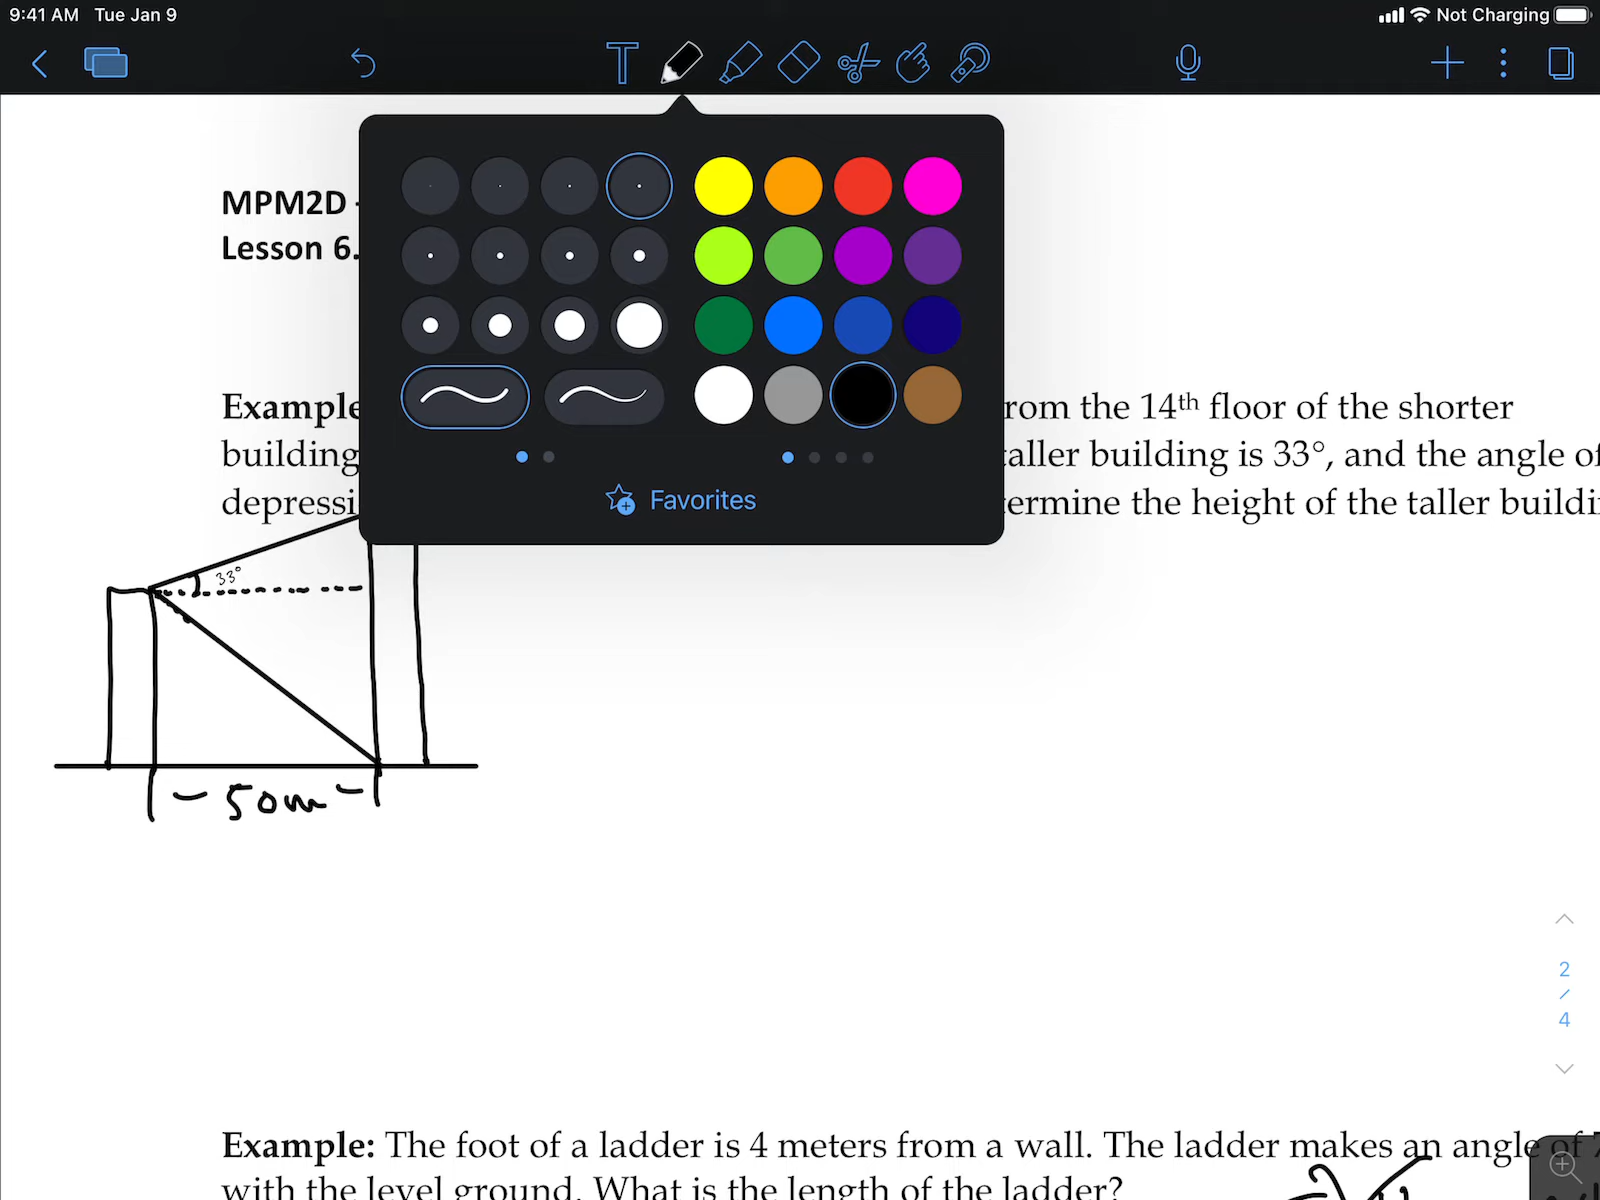 9:41 AM Tue Jan 9
Not Charging
MPM2D
Lesson 6.
Favorites
Example
rom the 14th floor of the shorter
building
taller building is 33°, and the angle of
depressi
termine the height of the taller buildi
33°
- 50m -
2
/
4
Example: The foot of a ladder is 4 meters from a wall. The ladder makes an angle of 7
with the level ground. What is the length of the ladder?